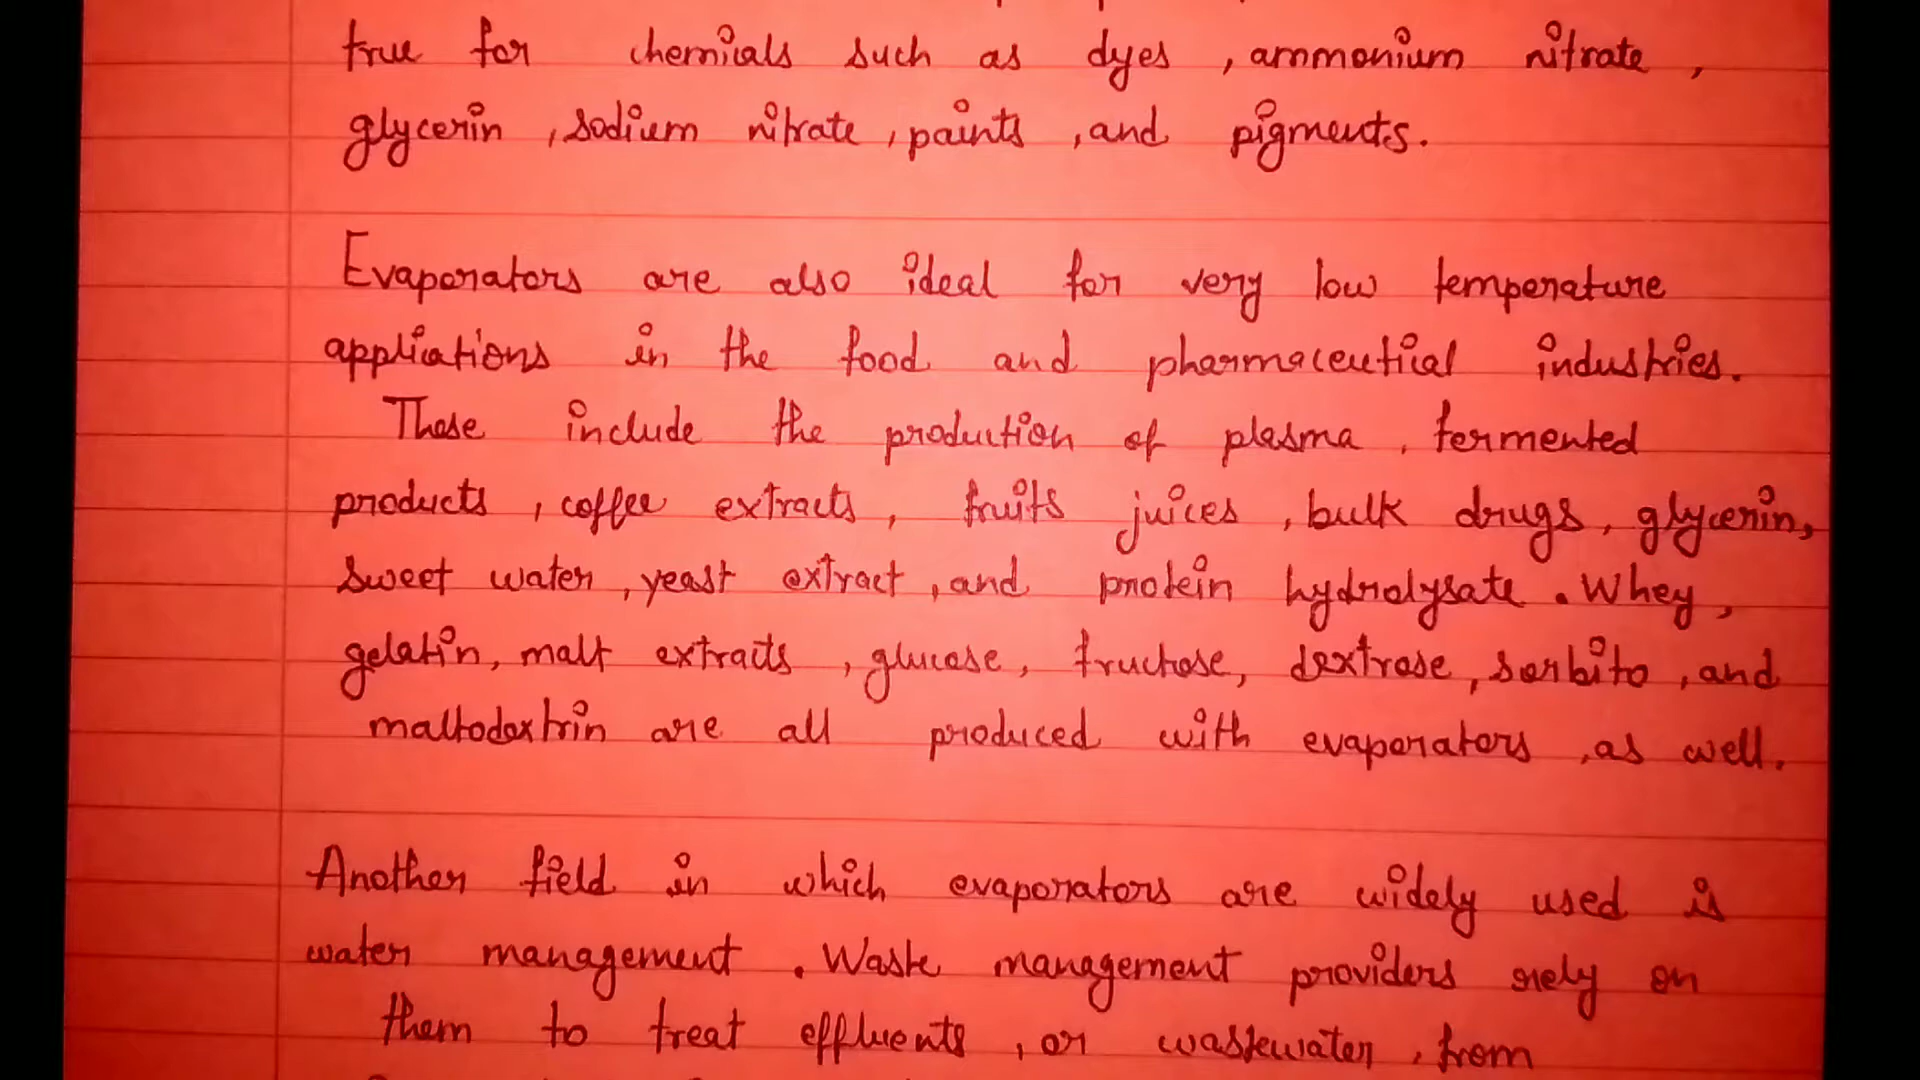 true for chemicals such as dyes , ammonium nitrate ,
glycerin , sodium nitrate , paints , and pigments .
Evaporators are also ideal for very low temperature
applications in the food and pharmaceutical industries .
These include the production of plasma , fermented
products , coffee extracts , fruits juices , bulk drugs , glycerin ,
sweet water , yeast extract , and protein hydrolysate . Whey ,
gelatin , malt extracts , glucose , fructose , dextrose , sorbito , and
maltodextrin are all produced with evaporators , as well .
Another field in which evaporators are widely used is
water management . Waste management providers rely on
them to treat effluents , or wastewater , from